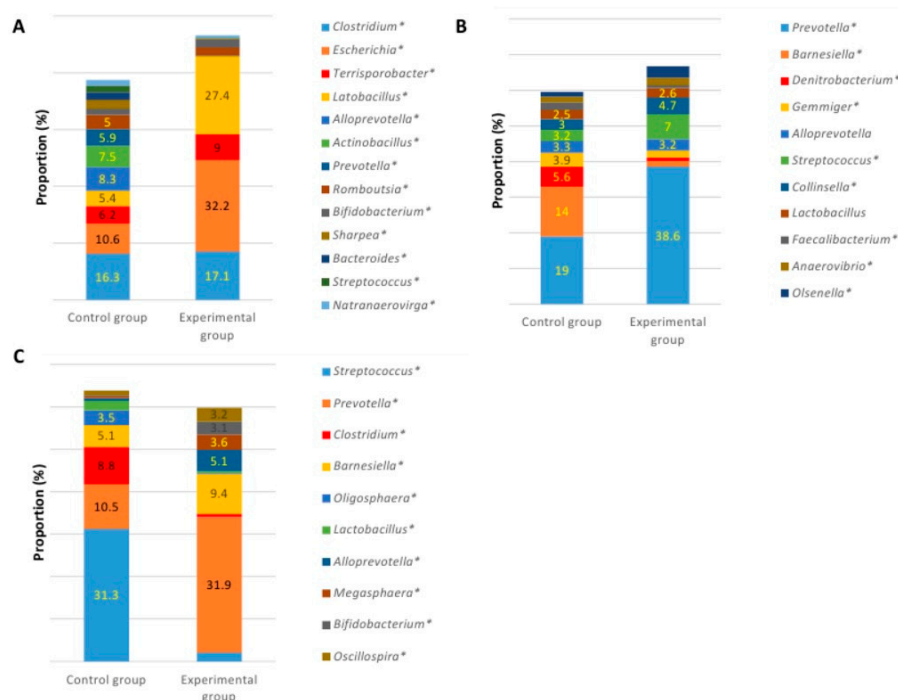 A
Proportion (%)
5
5.9
7.5
8.3
5.4
6.2
10.6
16.3
27.4
9
32.2
17.1
Control group
Experimental
group
Clostridium*
Escherichia*
Terrisporobacter*
Latobacillus*
Alloprevotella*
Actinobacillus*
Prevotella*
Romboutsia*
Bifidobacterium*
Sharpea*
Bacteroides*
Streptococcus*
Natranaerovirga*
B
Proportion (%)
2.5
3
3.2
3.3
3.9
5.6
14
19
2.6
4.7
7
3.2
38.6
Control group
Experimental
group
Prevotella*
Barnesiella*
Denitrobacterium*
Gemmiger*
Alloprevotella
Streptococcus*
Collinsella*
Lactobacillus
Faecalibacterium*
Anaerovibrio*
Olsenella*
C
Proportion (%)
3.5
5.1
8.8
10.5
31.3
3.2
3.1
3.6
5.1
9.4
31.9
Control group
Experimental
group
Streptococcus*
Prevotella*
Clostridium*
Barnesiella*
Oligosphaera*
Lactobacillus*
Alloprevotella*
Megasphaera*
Bifidobacterium*
Oscillospira*